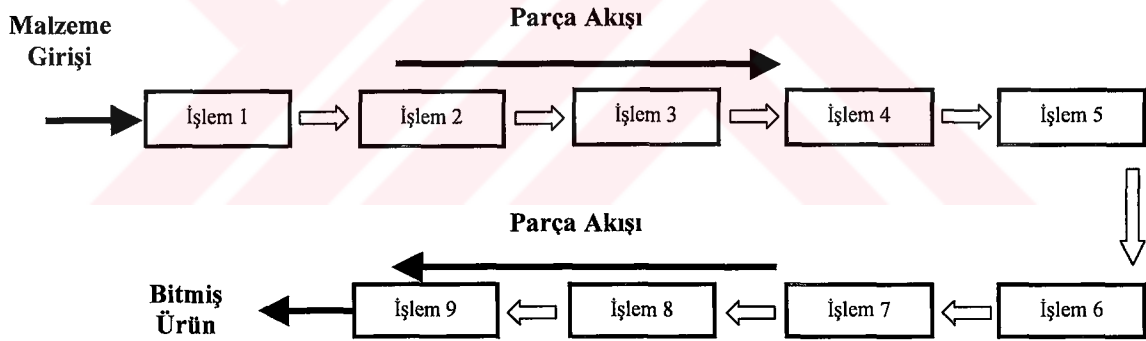 Malzeme
Girişi
Parça Akışı
İşlem 1
İşlem 2
İşlem 3
İşlem 4
İşlem 5
Parça Akışı
Bitmiş
Ürün
İşlem 9
İşlem 8
İşlem 7
İşlem 6